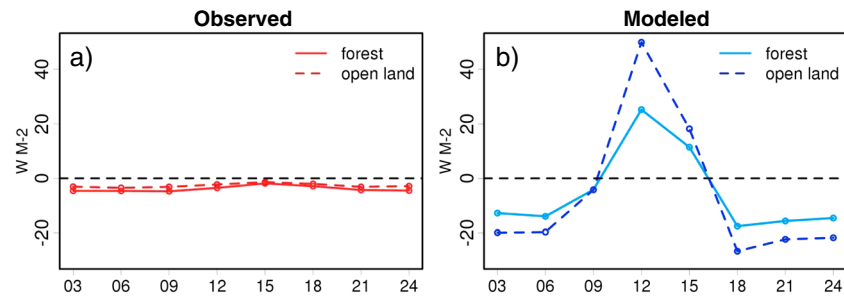 Observed
Modeled
a)
forest
open land
b)
forest
open land
W M-2
40
20
0
-20
W M-2
40
20
0
-20
03 06 09 12 15 18 21 24
03 06 09 12 15 18 21 24